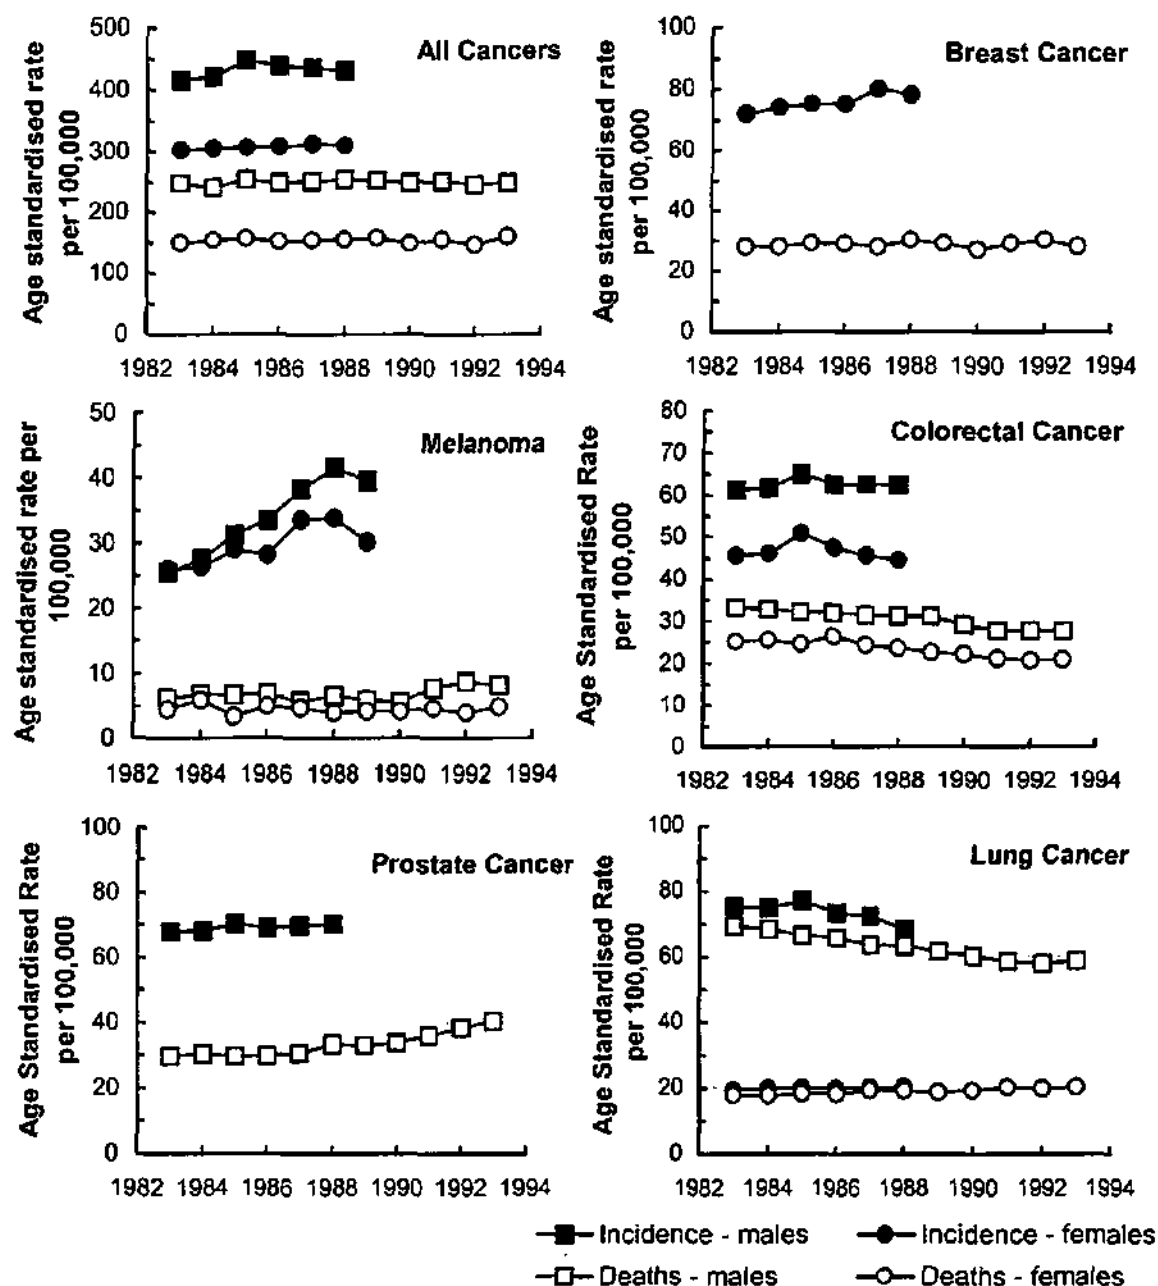 All Cancers
Age standardised rate
per 100,000
500
400
300
200
100
0
1982 1984 1986 1988 1990 1992 1994
Breast Cancer
Age standardised rate
per 100,000
100
80
60
40
20
0
1982 1984 1986 1988 1990 1992 1994
Melanoma
Age standardised rate per
100,000
50
40
30
20
10
0
1982 1984 1986 1988 1990 1992 1994
Colorectal Cancer
Age Standardised Rate
per 100,000
80
70
60
50
40
30
20
10
0
1982 1984 1986 1988 1990 1992 1994
Prostate Cancer
Age Standardised Rate
per 100,000
100
80
60
40
20
0
1982 1984 1986 1988 1990 1992 1994
Lung Cancer
Age Standardised Rate
per 100,000
100
80
60
40
20
0
1982 1984 1986 1988 1990 1992 1994
Incidence - males
Incidence - females
Deaths - males
Deaths - females